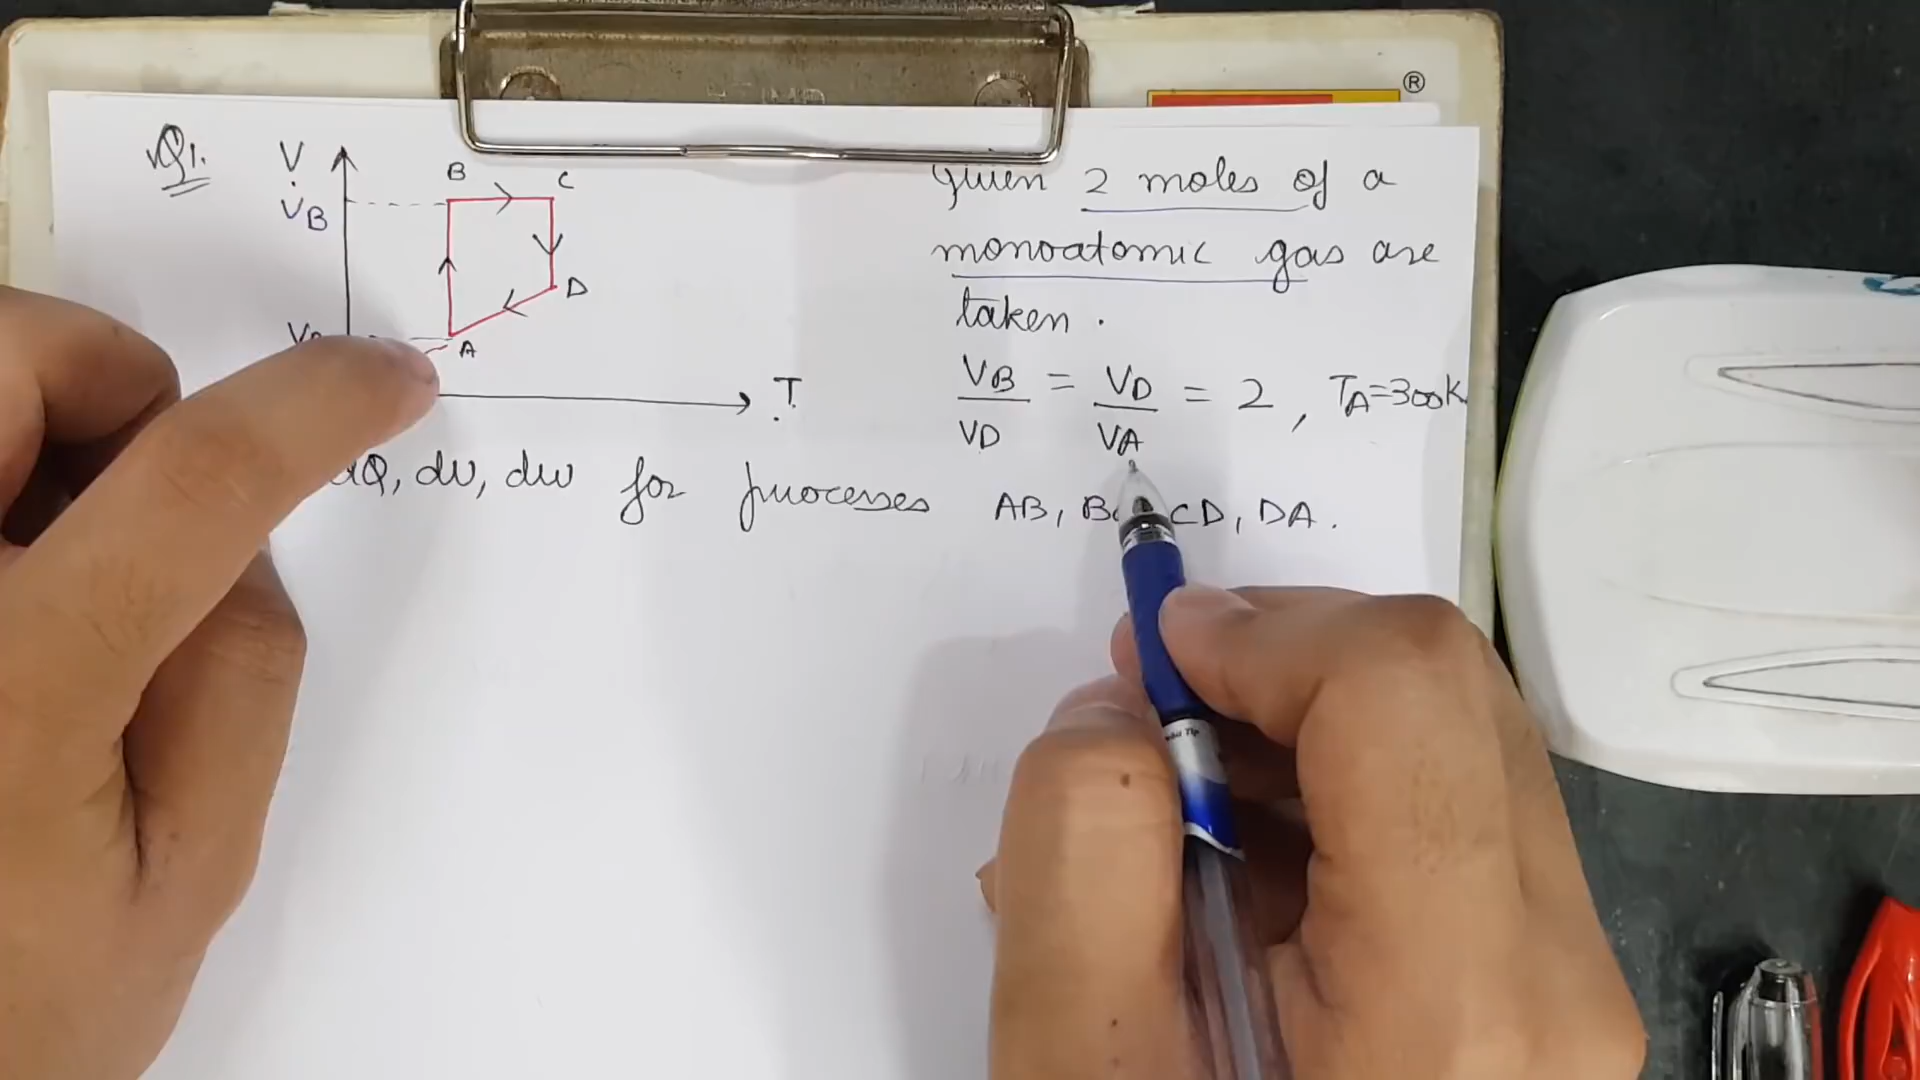 Q1.
V
VB
B
C
D
A
T
Given 2 moles of a
monoatomic gas are
taken.
VB/VD = VD/VA = 2, TA=300K
dQ, dU, dW for processes AB, BC, CD, DA.
®